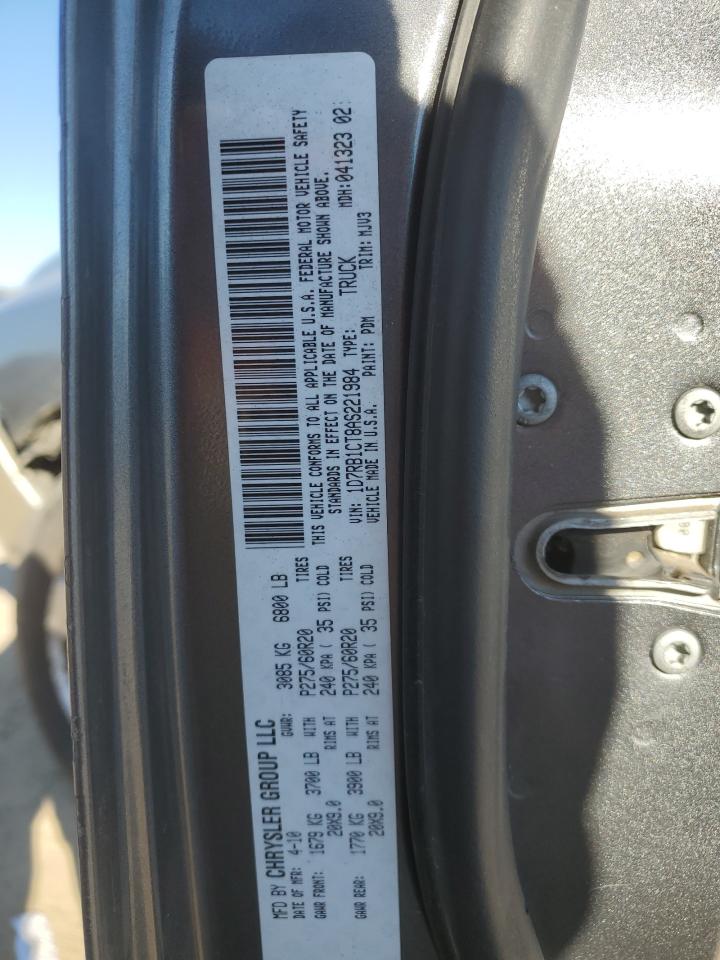 MFD BY CHRYSLER GROUP LLC
DATE OF MFR: 4-10 GVWR: 3085 KG 6800 LB
GAWR FRONT: 1679 KG 3700 LB WITH P275/60R20 TIRES
20X9.0 RIMS AT 240 KPA ( 35 PSI) COLD
GAWR REAR: 1770 KG 3900 LB WITH P275/60R20 TIRES
20X9.0 RIMS AT 240 KPA ( 35 PSI) COLD
THIS VEHICLE CONFORMS TO ALL APPLICABLE U.S.A. FEDERAL MOTOR VEHICLE SAFETY
STANDARDS IN EFFECT ON THE DATE OF MANUFACTURE SHOWN ABOVE.
VIN: 1D7RB1CT8AS221984 TYPE: TRUCK MDH:041323 02:
VEHICLE MADE IN U.S.A. PAINT: PDM TRIM: MJV3